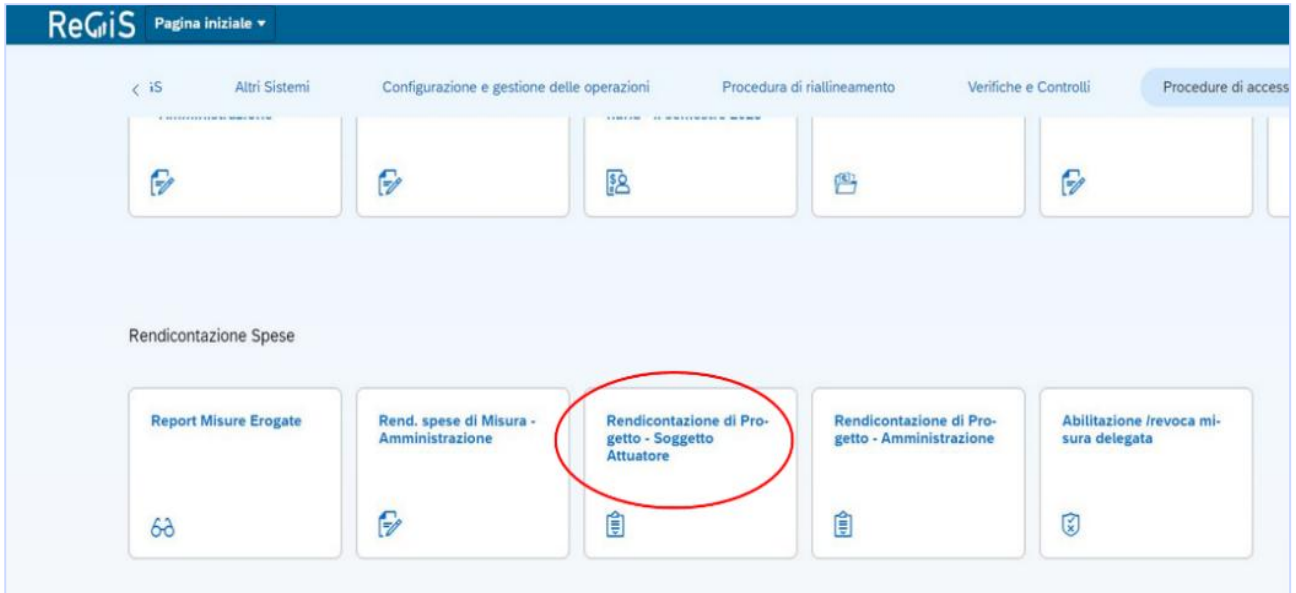 ReGiS Pagina iniziale
iS Altri Sistemi Configurazione e gestione delle operazioni Procedura di riallineamento Verifiche e Controlli Procedure di access
Rendicontazione Spese
Report Misure Erogate
Rend. spese di Misura -
Amministrazione
Rendicontazione di Pro-
getto - Soggetto
Attuatore
Rendicontazione di Pro-
getto - Amministrazione
Abilitazione /revoca mi-
sura delegata